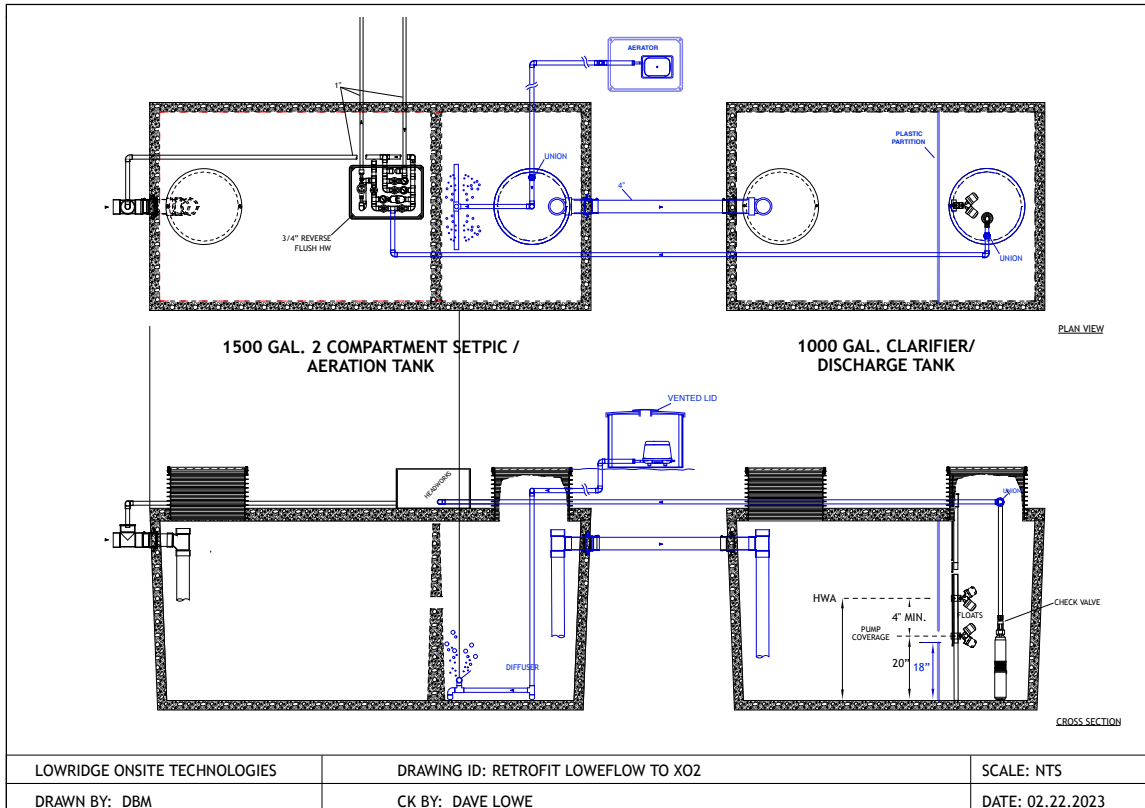 AERATOR
1"
PLASTIC
PARTITION
UNION
4"
3/4" REVERSE
FLUSH HW
UNION
PLAN VIEW
1500 GAL. 2 COMPARTMENT SETPIC /
AERATION TANK
1000 GAL. CLARIFIER/
DISCHARGE TANK
VENTED LID
HEADWORKS
UNION
HWA
4" MIN.
FLOATS
CHECK VALVE
PUMP
COVERAGE
20"
18"
DIFFUSER
CROSS SECTION
LOWRIDGE ONSITE TECHNOLOGIES
DRAWING ID: RETROFIT LOWEFLOW TO XO2
SCALE: NTS
DRAWN BY: DBM
CK BY: DAVE LOWE
DATE: 02.22.2023